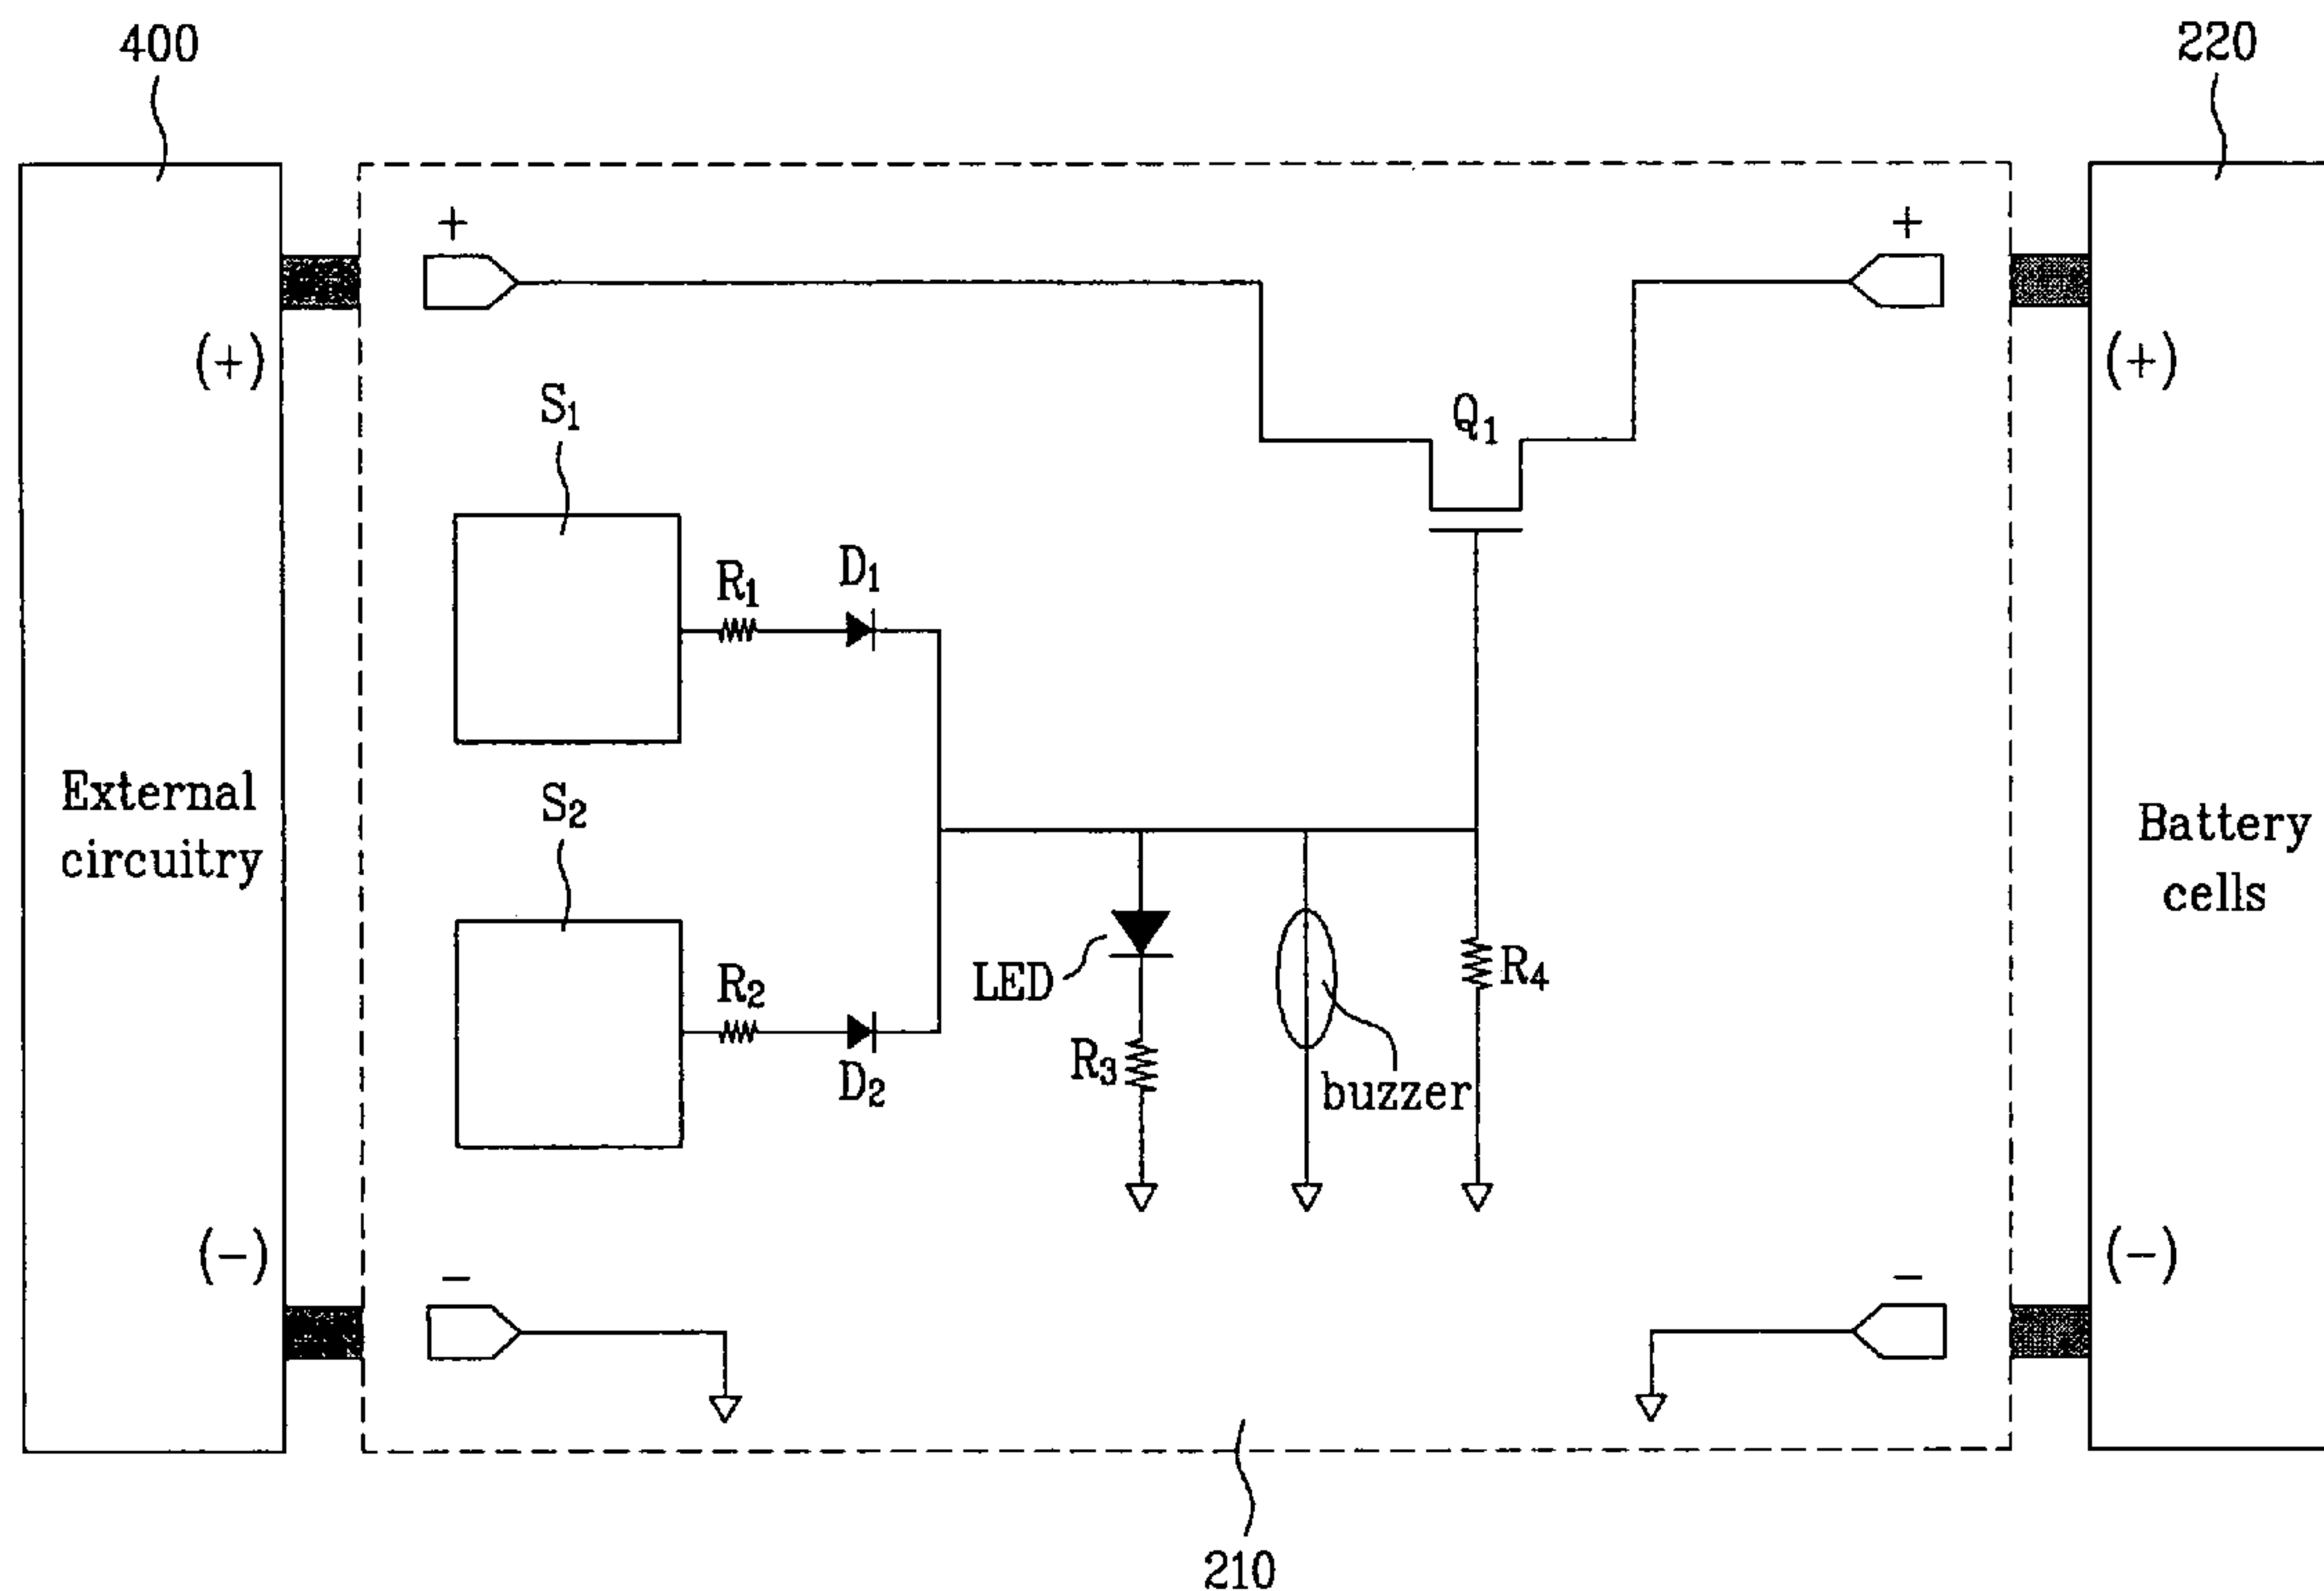 400
220
+
+
(+)
(+)
S1
Q1
R1
D1
External
circuitry
S2
Battery
cells
R2
D2
LED
R3
buzzer
R4
(-)
(-)
-
-
210